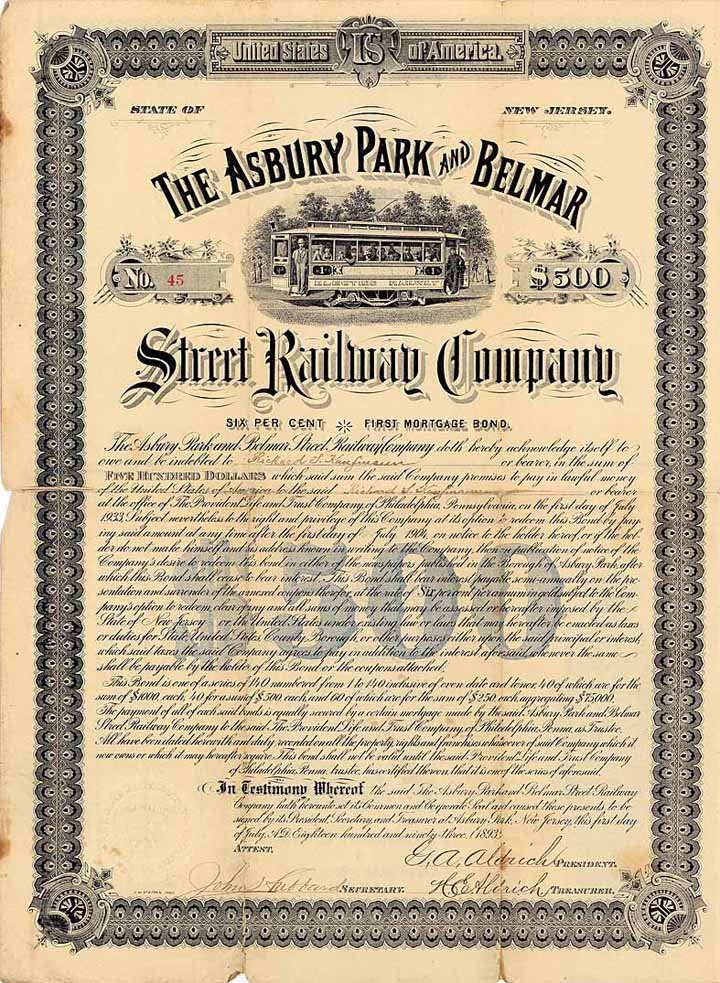 United States IS of America.
STATE OF NEW JERSEY.
THE ASBURY PARK AND BELMAR
No. 45 $500
ELECTRIC RAILWAY
Street Railway Company
SIX PER CENT FIRST MORTGAGE BOND.
The Asbury Park and Belmar Street Railway Company doth hereby acknowledge itself to
owe and be indebted to Richard S. Kaufmann or bearer, in the sum of
FIVE HUNDRED DOLLARS which said sum the said Company promises to pay in lawful money
of the United States of America to the said Richard S. Kaufmann or bearer
at the office of The Provident Life and Trust Company, of Philadelphia, Pennsylvania, on the first day of July
1933. Subject nevertheless to the right and privilege of this Company at its option to redeem this Bond by pay-
ing said amount at any time after the first day of July 1904, on notice to the holder hereof, or if the hol-
der do not make himself and his address known in writing to the Company, then on publication of notice of the
Company's desire to redeem this bond in either of the newspapers published in the Borough of Asbury Park, after
which this Bond shall cease to bear interest. This Bond shall bear interest payable semi-annually on the pre-
sentation and surrender of the annexed coupons therefor, at the rate of Six per cent per annum in gold subject to the Com-
pany's option to redeem, clear of any and all sums of money that may be assessed or hereafter imposed by the
State of New Jersey or the United States under existing law or laws that may hereafter be enacted as taxes
or duties for State, United States, County, Borough, or other purposes either upon the said principal or interest,
which said taxes the said Company agrees to pay in addition to the interest aforesaid, whenever the same
shall be payable by the holder of this Bond or the coupons attached.
This Bond is one of a series of 140 numbered from 1 to 140 inclusive of even date and tenor, 40 of which are for the
sum of $1000, each, 40 for a sum of $500, each, and 60 of which are for the sum of $250, each, aggregating $75,000.
The payment of all of each said bonds is equally secured by a certain mortgage made by the said Asbury Park and Belmar
Street Railway Company to the said The Provident Life and Trust Company of Philadelphia, Penna, as Trustee.
All have been dated herewith and duly recorded on all the property, rights and franchises whatsoever of said Company which it
now owns or which it may hereafter acquire. This bond shall not be valid until the said Provident Life and Trust Company
of Philadelphia, Penna, trustee, has certified thereon, that it is one of the series aforesaid.
In Testimony Whereof the said The Asbury Park and Belmar Street Railway
Company hath hereunto set its Common and Corporate Seal and caused these presents, to be
signed by its President, Secretary, and Treasurer at Asbury Park, New Jersey, this first day
of July, A.D. Eighteen hundred and ninety-three, (1893)
ATTEST. G. A. Aldrich PRESIDENT.
John Hubbard SECRETARY. H E Aldrich TREASURER.
$500